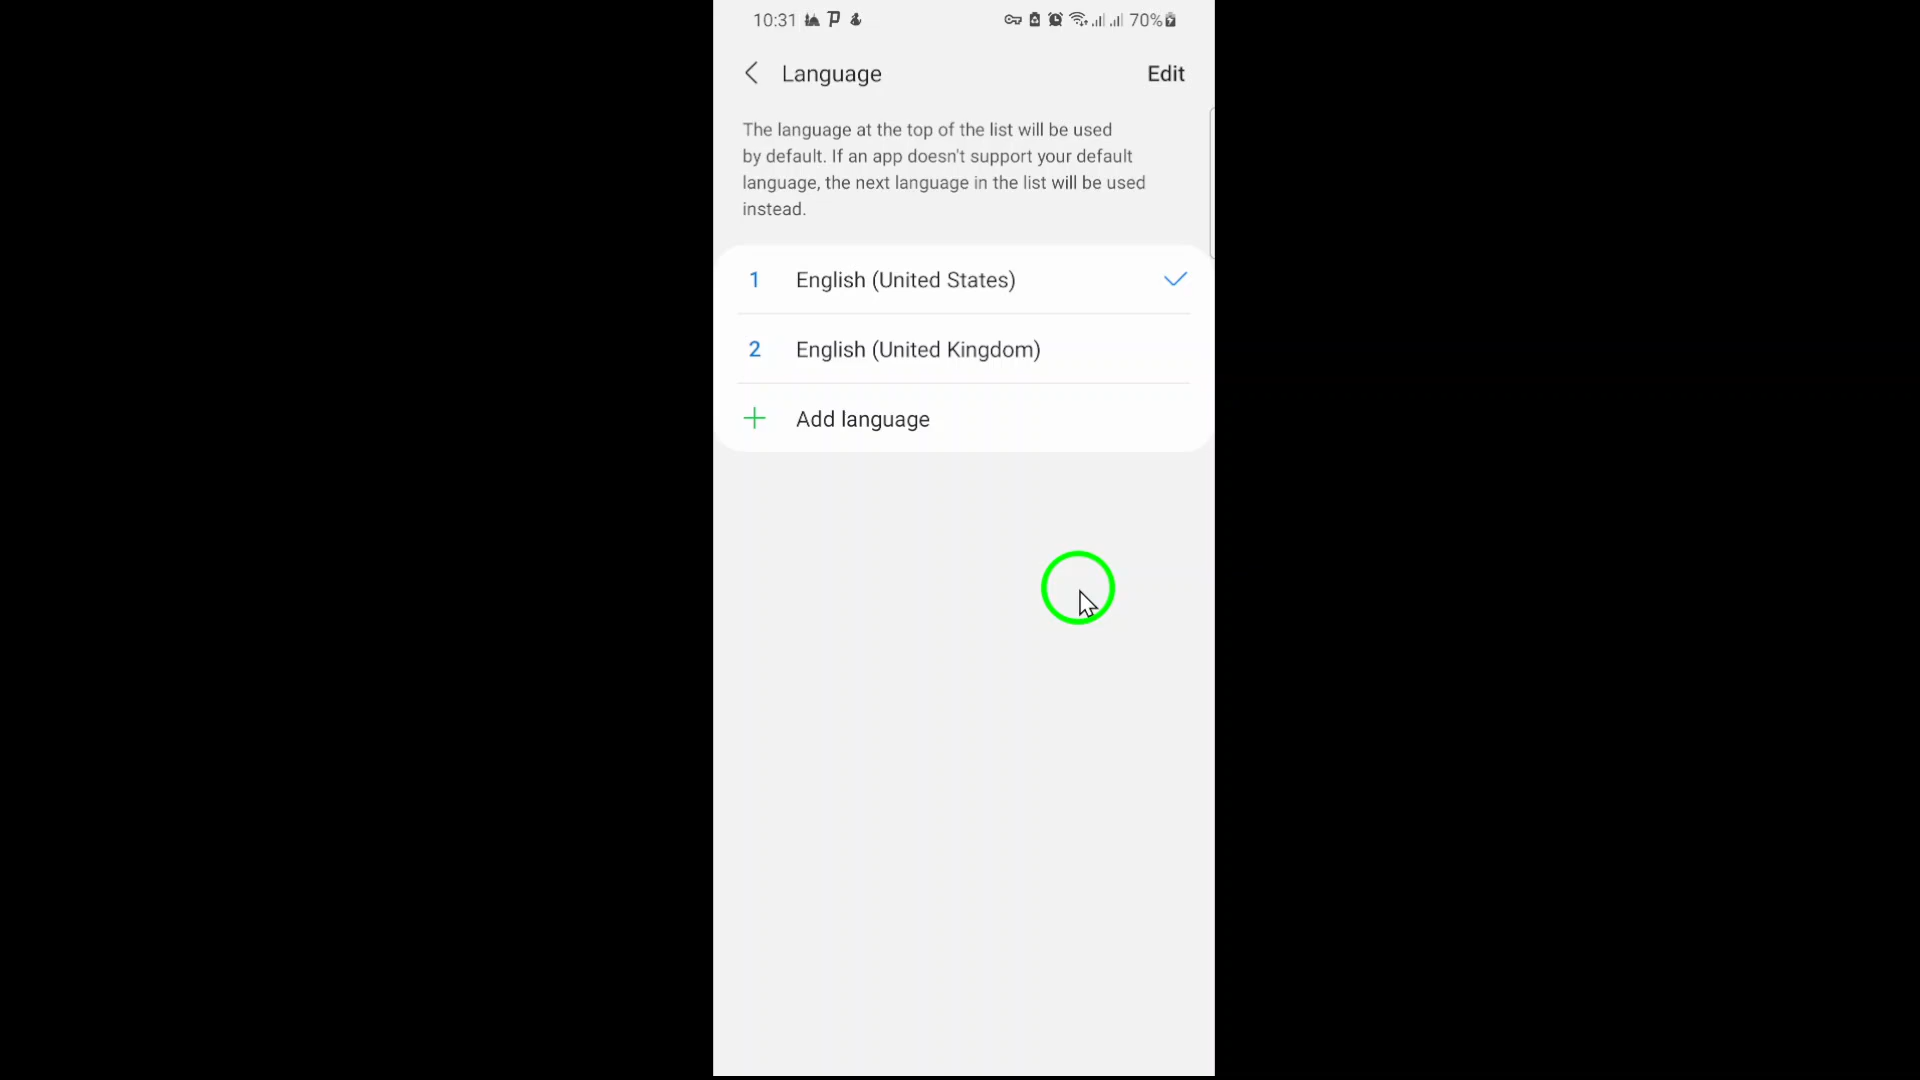 10:31 70%
Language Edit
The language at the top of the list will be used
by default. If an app doesn't support your default
language, the next language in the list will be used
instead.
1 English (United States)
2 English (United Kingdom)
Add language